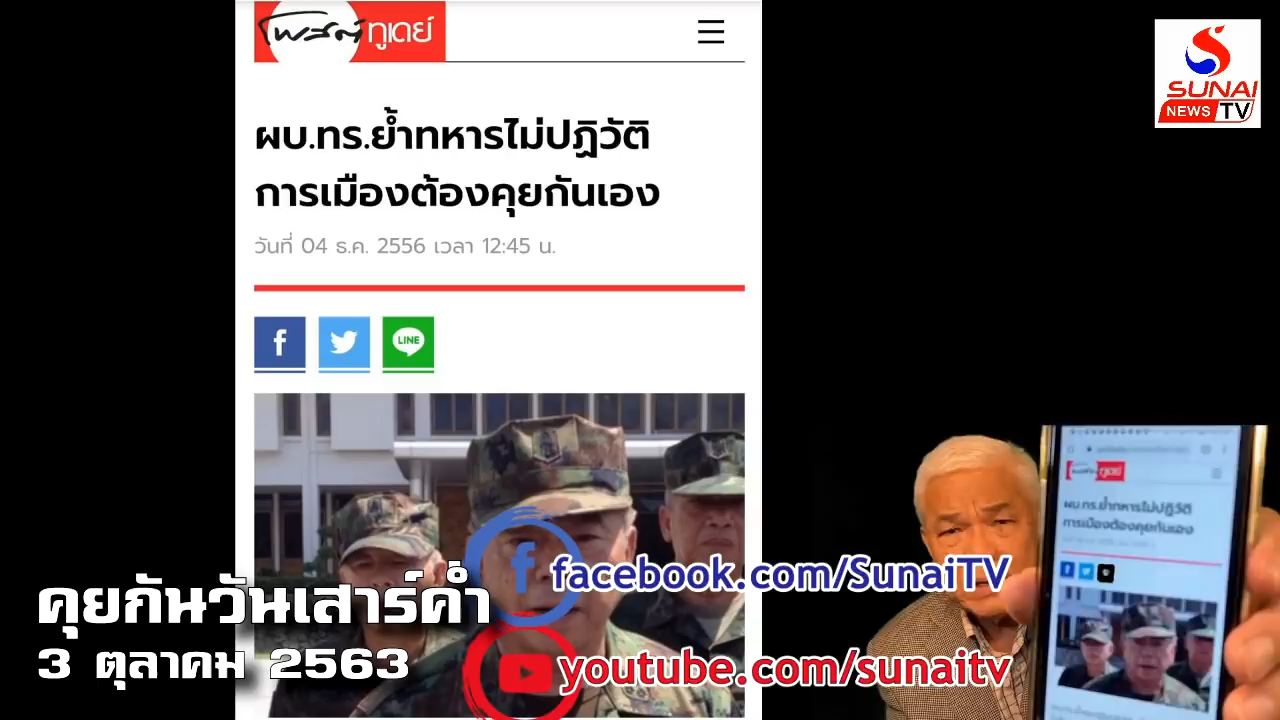 โพสต์ทูเดย์
SUNAI
NEWS TV
ผบ.ทร.ย้ำทหารไม่ปฏิวัติ
การเมืองต้องคุยกันเอง
วันที่ 04 ธ.ค. 2556 เวลา 12:45 น.
f
LINE
f facebook.com/SunaiTV
youtube.com/sunaitv
คุยกันวันเสาร์ค่ำ
3 ตุลาคม 2563
ทูเดย์
ผบ.ทร.ย้ำทหารไม่ปฏิวัติ
การเมืองต้องคุยกันเอง